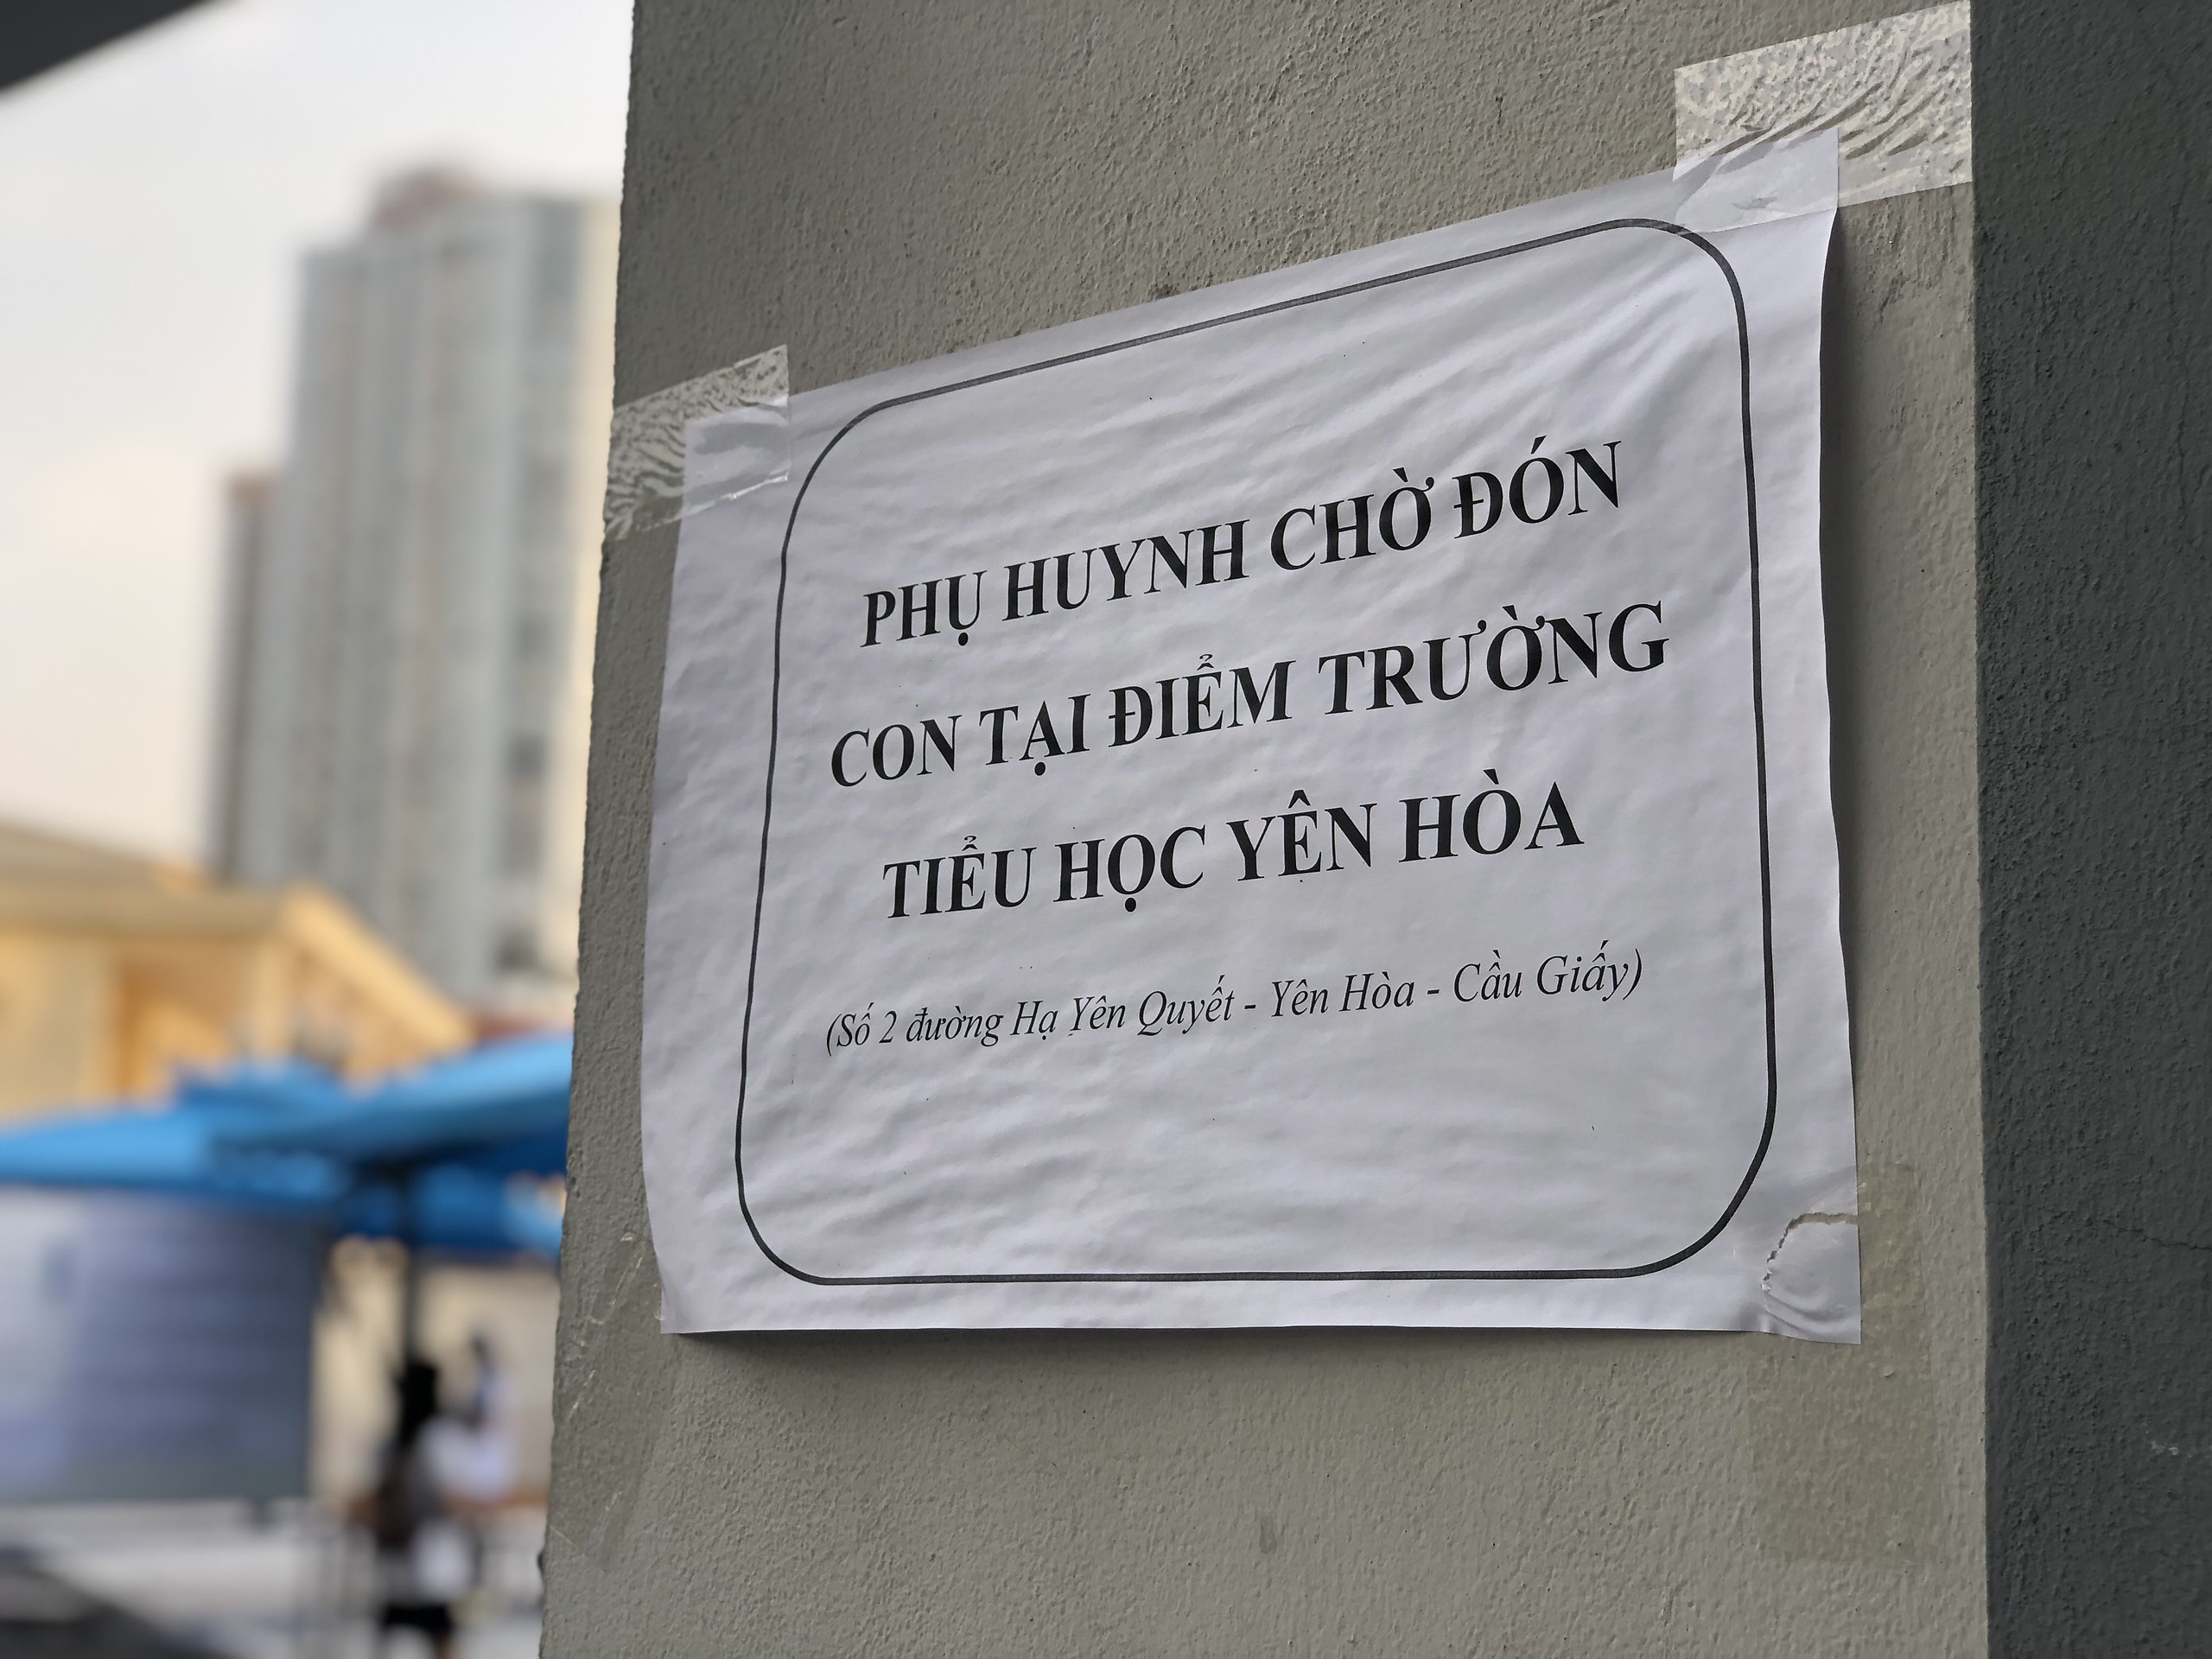 PHỤ HUYNH CHỜ ĐÓN
CON TẠI ĐIỂM TRƯỜNG
TIỂU HỌC YÊN HÒA
(Số 2 đường Hạ Yên Quyết - Yên Hòa - Cầu Giấy)